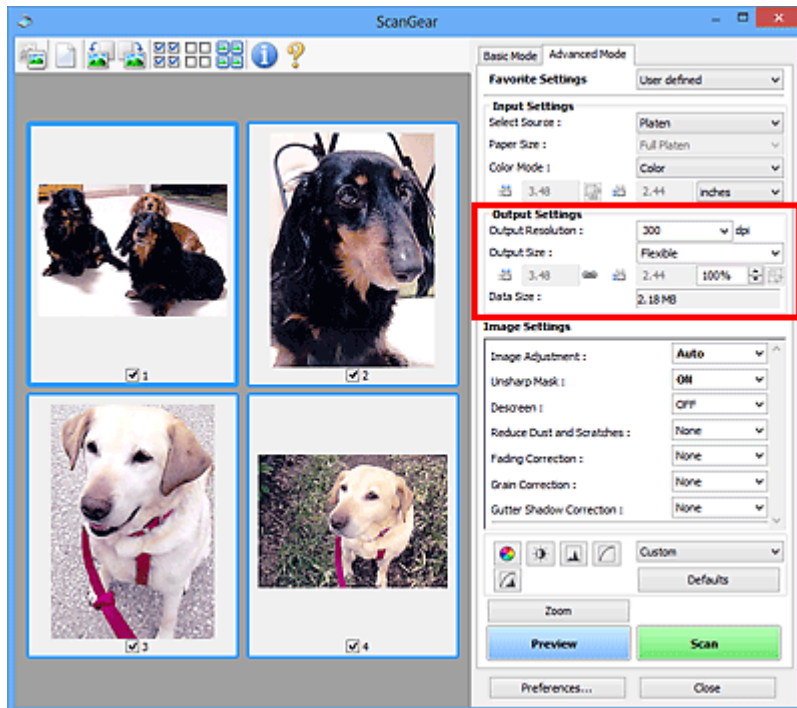 ScanGear
Basic Mode Advanced Mode
Favorite Settings User defined
Input Settings
Select Source : Platen
Paper Size : Full Platen
Color Mode : Color
3.48 2.44 inches
Output Settings
Output Resolution : 300 dpi
Output Size : Flexible
3.48 2.44 100%
Data Size : 2.18 MB
Image Settings
Image Adjustment : Auto
Unsharp Mask : ON
Descreen : OFF
Reduce Dust and Scratches : None
Fading Correction : None
Grain Correction : None
Gutter Shadow Correction : None
Custom
Defaults
Zoom
Preview Scan
Preferences... Close
1
2
3
4